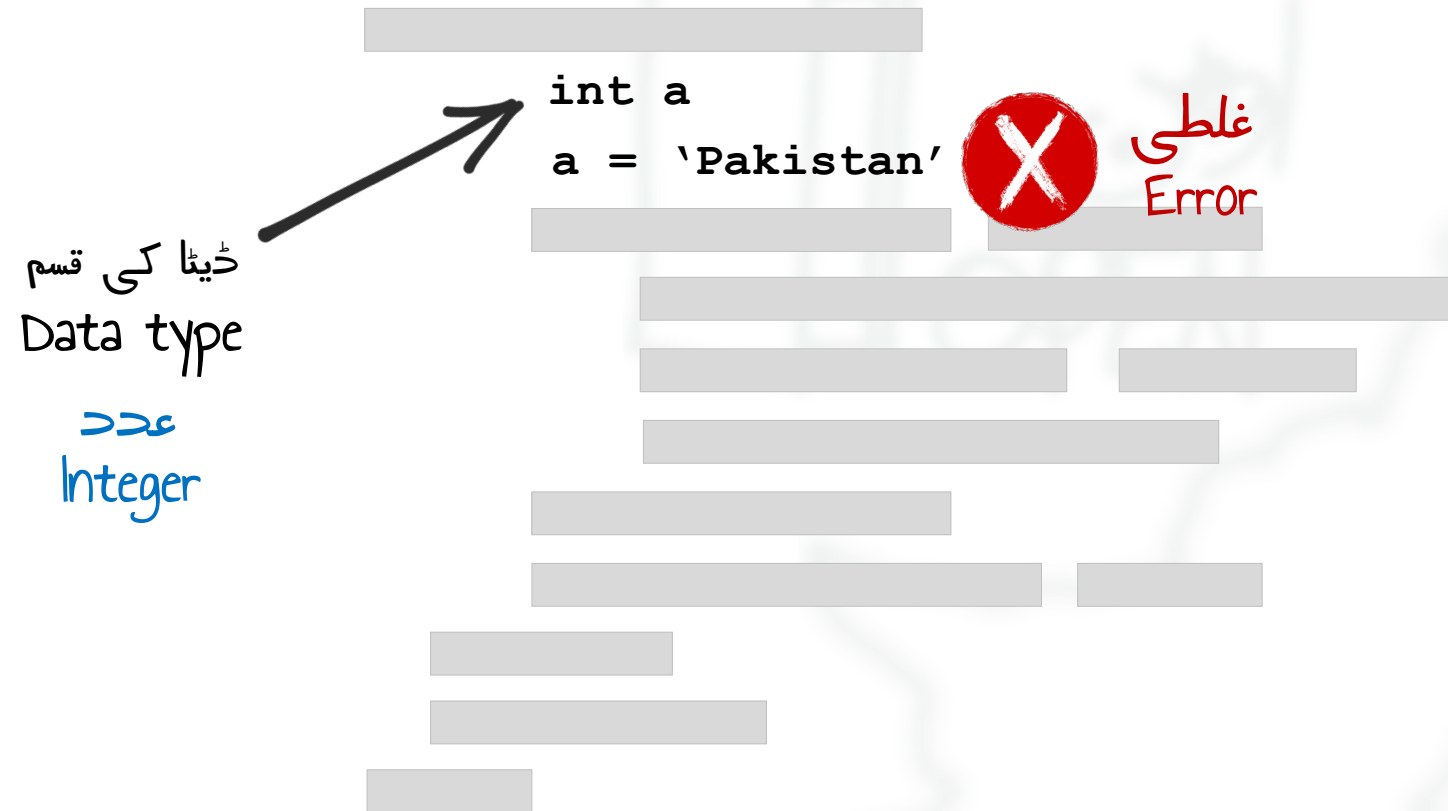 int a
a = ‘Pakistan’
غلطی
Error
ڈیٹا کی قسم
Data type
عدد
Integer